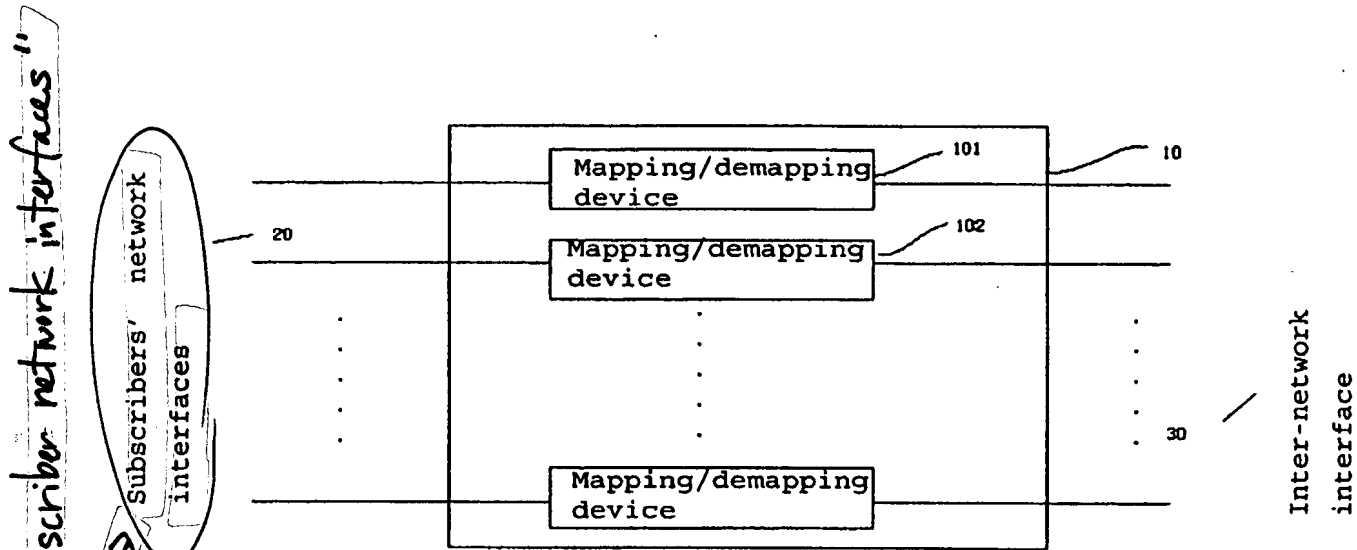 scriber network interfaces"
Subscribers' network
interfaces
20
Mapping/demapping
device
101
10
Mapping/demapping
device
102
Mapping/demapping
device
30
Inter-network
interface